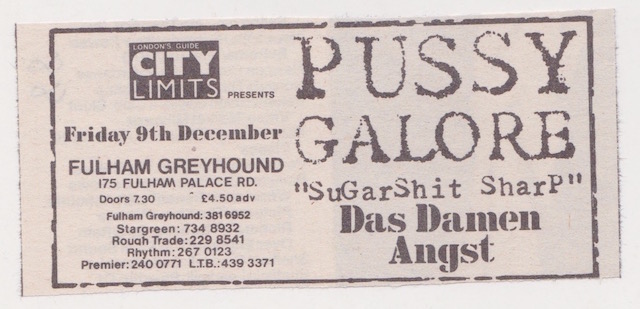 LONDON'S GUIDE
CITY
LIMITS
PRESENTS
Friday 9th December
FULHAM GREYHOUND
175 FULHAM PALACE RD.
Doors 7.30 £4.50 adv
Fulham Greyhound: 381 6952
Stargreen: 734 8932
Rough Trade: 229 8541
Rhythm: 267 0123
Premier: 240 0771 L.T.B.: 439 3371
PUSSY
GALORE
"SuGarShit SharP"
Das Damen
Angst